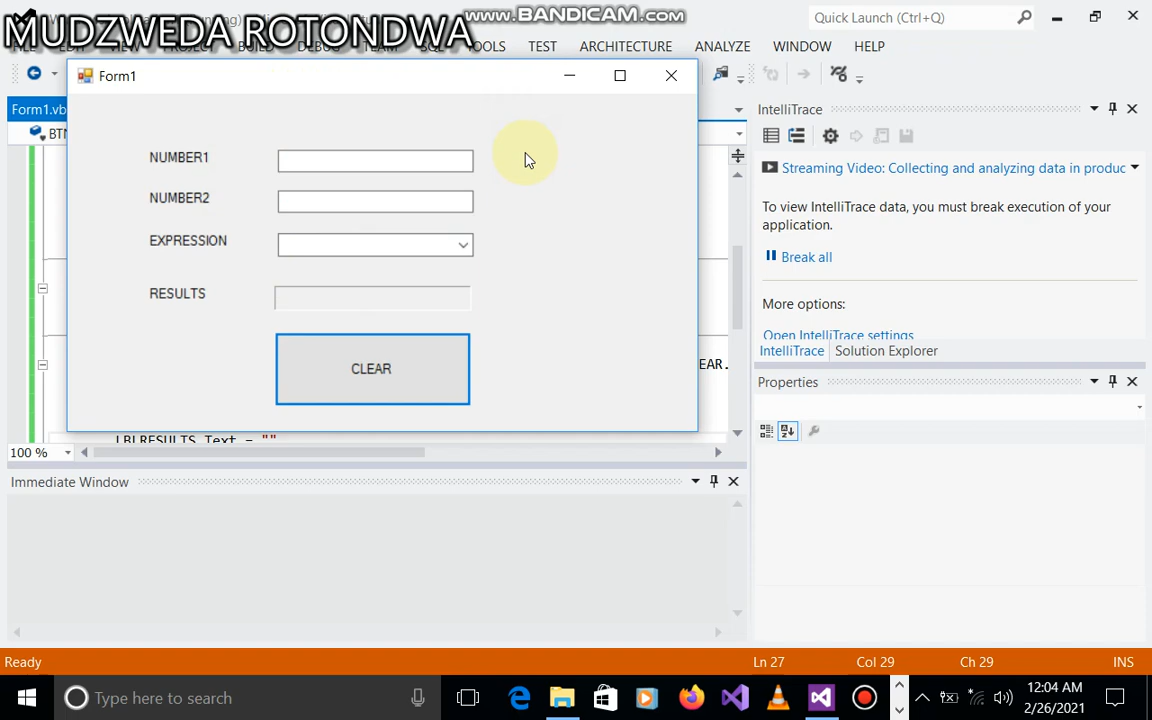 www.BANDICAM.com
MUDZWEDA ROTONDWA
Quick Launch (Ctrl+Q)
TOOLS TEST ARCHITECTURE ANALYZE WINDOW HELP
Form1
Form1.vb
IntelliTrace
Streaming Video: Collecting and analyzing data in produc
To view IntelliTrace data, you must break execution of your
application.
Break all
More options:
Open IntelliTrace settings
IntelliTrace Solution Explorer
NUMBER1
NUMBER2
EXPRESSION
RESULTS
CLEAR
EAR.
LBLRESULTS.Text = ""
100 %
Properties
Immediate Window
Ready Ln 27 Col 29 Ch 29 INS
Type here to search
12:04 AM
2/26/2021